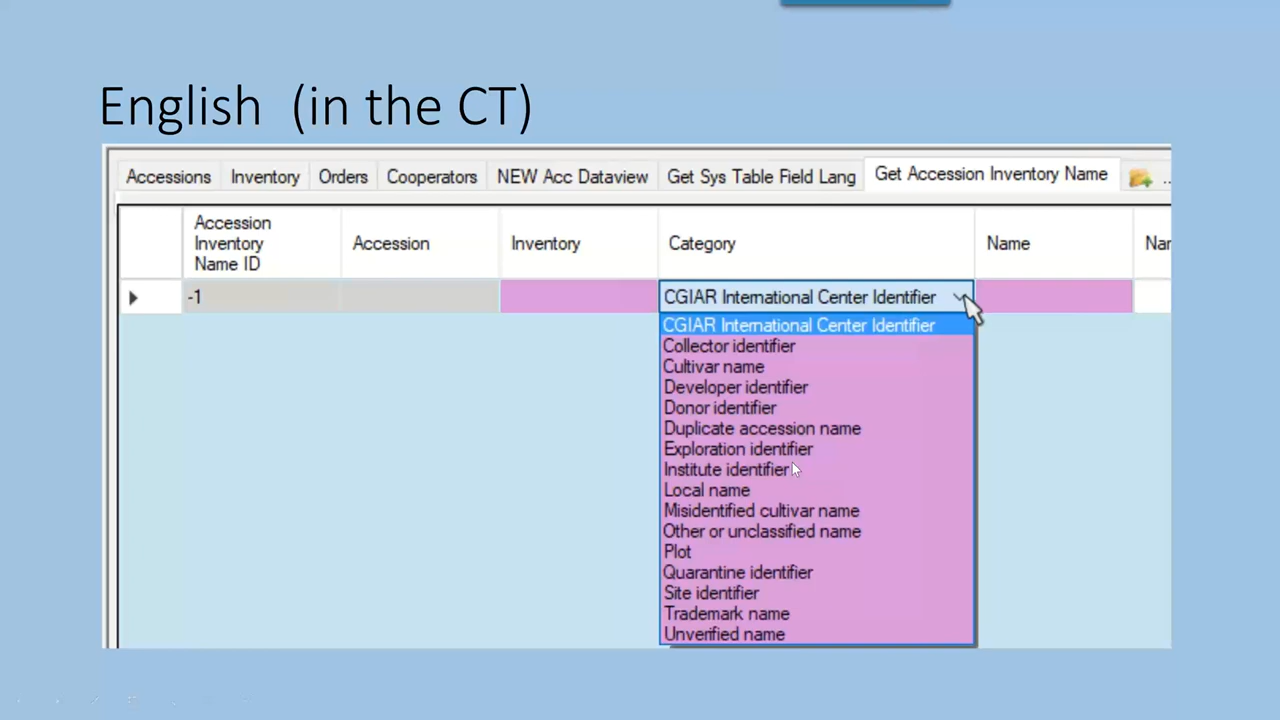 English (in the CT)
Accessions Inventory Orders Cooperators NEW Acc Dataview Get Sys Table Field Lang Get Accession Inventory Name ..
Accession
Inventory
Name ID
Accession
Inventory
Category
Name
Nar
-1
CGIAR International Center Identifier
CGIAR International Center Identifier
Collector identifier
Cultivar name
Developer identifier
Donor identifier
Duplicate accession name
Exploration identifier
Institute identifier
Local name
Misidentified cultivar name
Other or unclassified name
Plot
Quarantine identifier
Site identifier
Trademark name
Unverified name